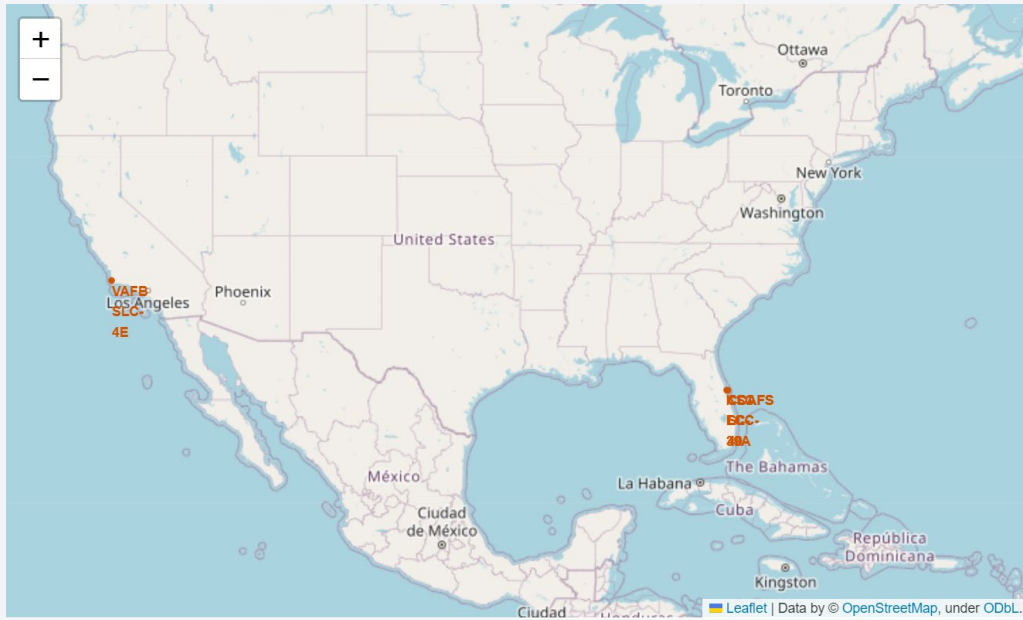 +
−
Ottawa
Toronto
New York
Washington
United States
VAFB
SLC-
4E
Los Angeles
Phoenix
The Bahamas
México
La Habana
Cuba
Ciudad
de México
República
Dominicana
Kingston
Ciudad
Honduras
Leaflet | Data by © OpenStreetMap, under ODbL.